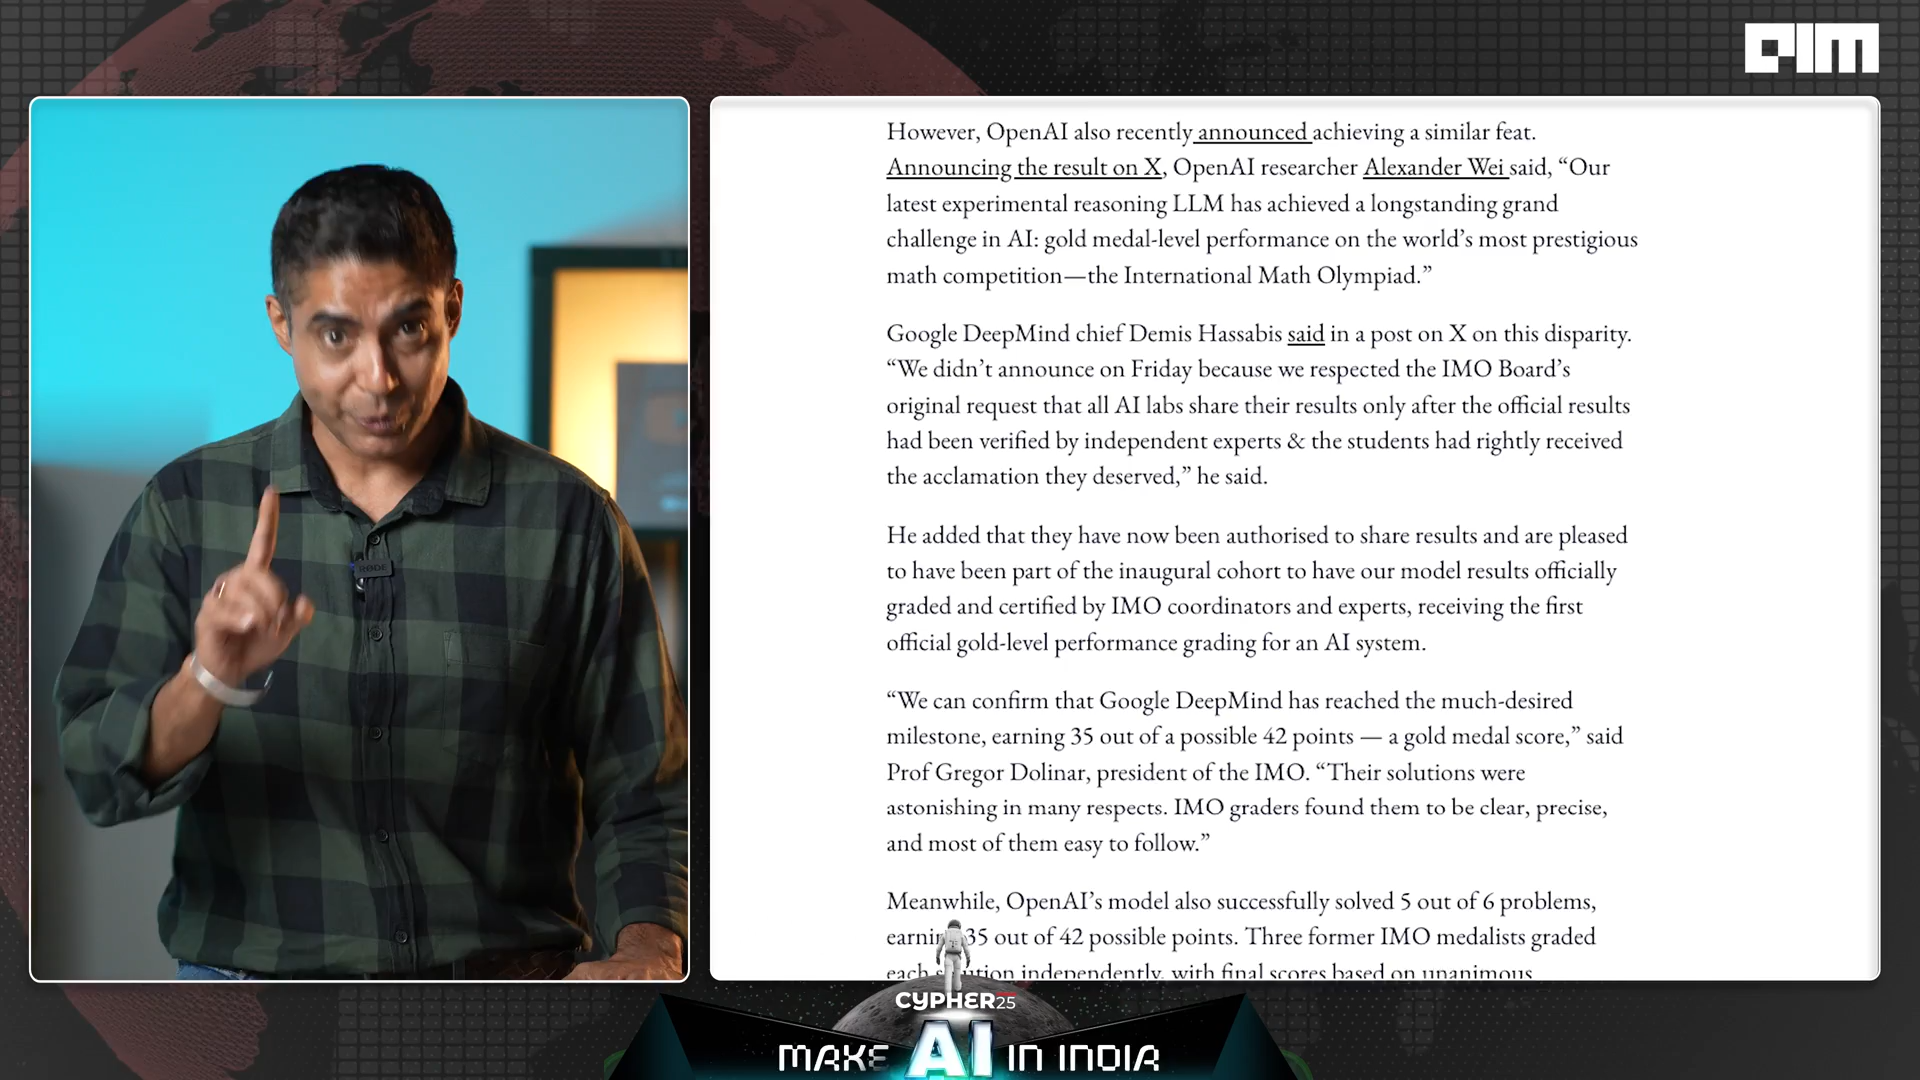 AIM
However, OpenAI also recently announced achieving a similar feat.
Announcing the result on X, OpenAI researcher Alexander Wei said, “Our
latest experimental reasoning LLM has achieved a longstanding grand
challenge in AI: gold medal-level performance on the world’s most prestigious
math competition—the International Math Olympiad.”
Google DeepMind chief Demis Hassabis said in a post on X on this disparity.
“We didn’t announce on Friday because we respected the IMO Board’s
original request that all AI labs share their results only after the official results
had been verified by independent experts & the students had rightly received
the acclamation they deserved,” he said.
He added that they have now been authorised to share results and are pleased
to have been part of the inaugural cohort to have our model results officially
graded and certified by IMO coordinators and experts, receiving the first
official gold-level performance grading for an AI system.
“We can confirm that Google DeepMind has reached the much-desired
milestone, earning 35 out of a possible 42 points — a gold medal score,” said
Prof Gregor Dolinar, president of the IMO. “Their solutions were
astonishing in many respects. IMO graders found them to be clear, precise,
and most of them easy to follow.”
Meanwhile, OpenAI’s model also successfully solved 5 out of 6 problems,
35 out of 42 possible points. Three former IMO medalists graded
independently, with final scores based on unanimous
RØDE
CYPHER25
MAKE AI IN INDIA